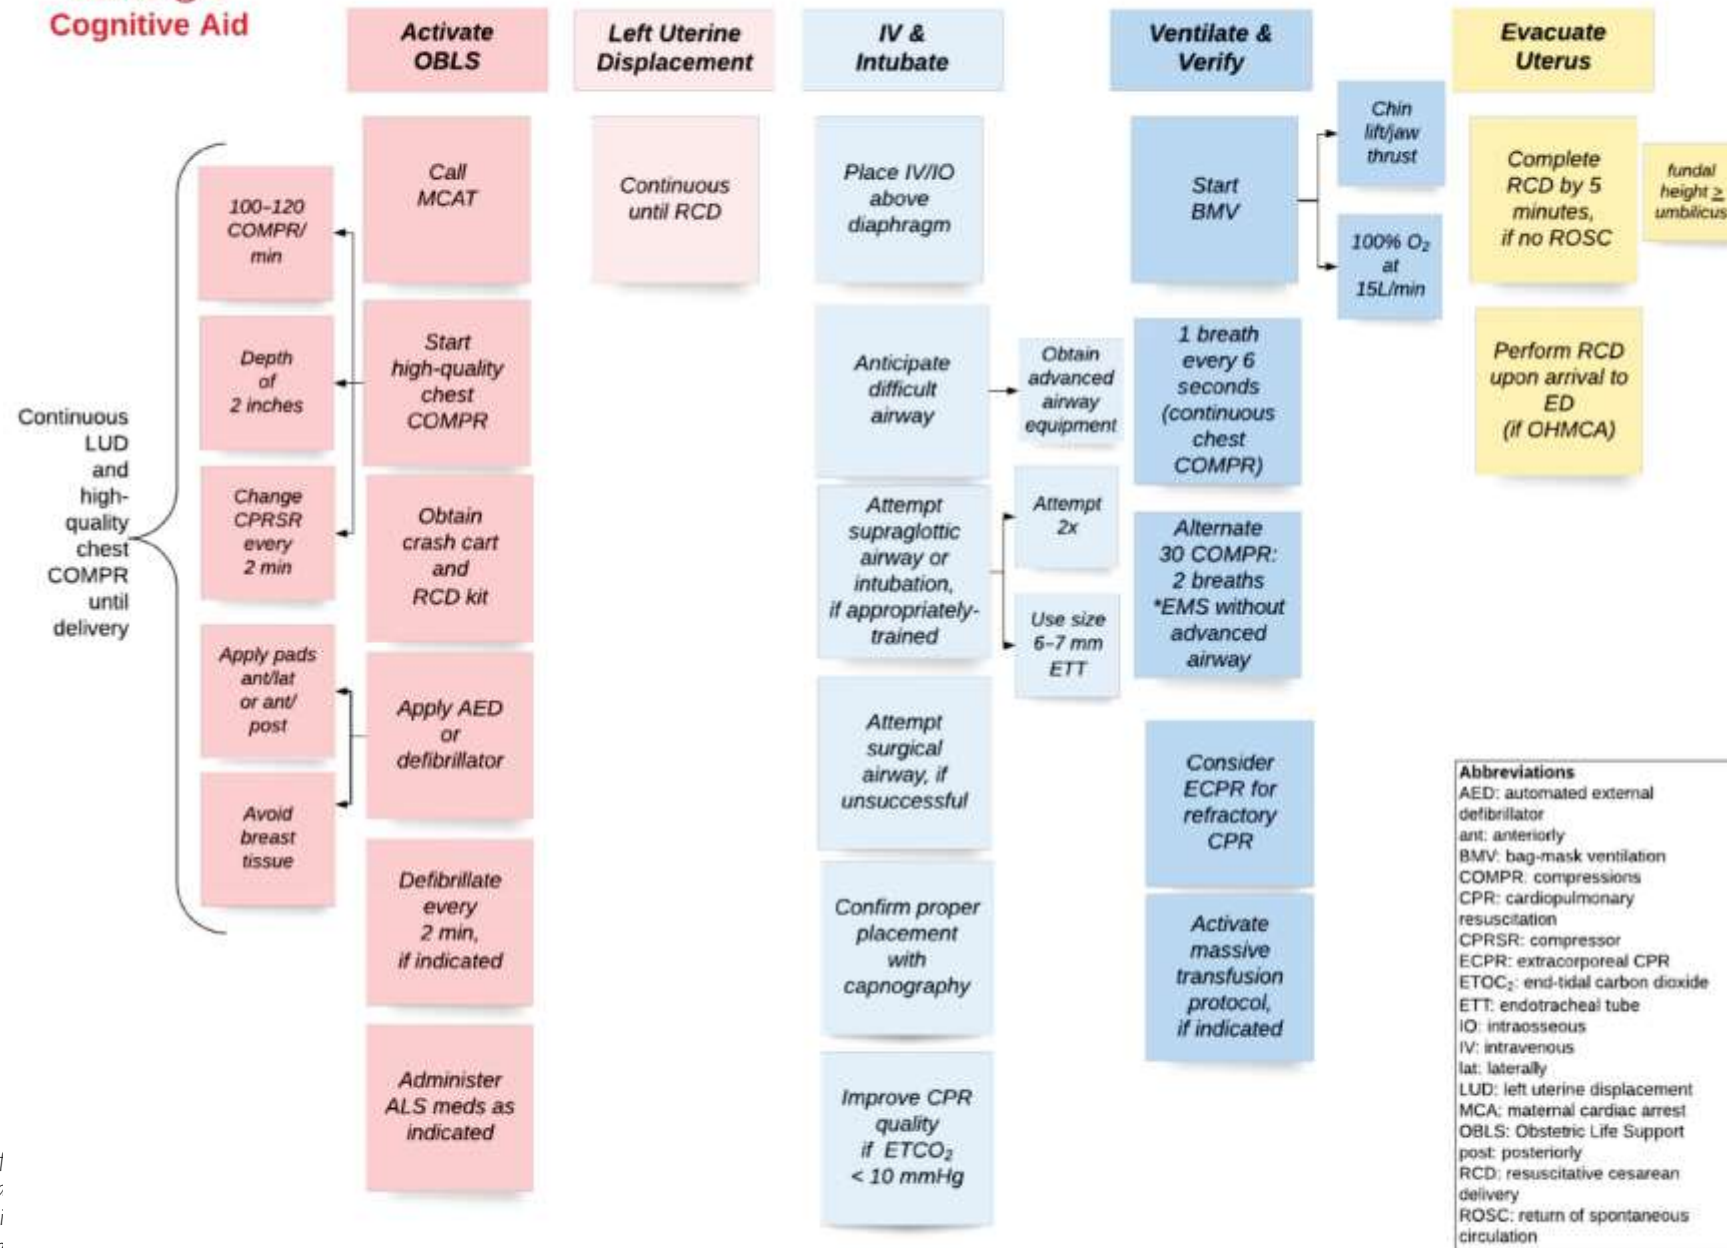 Cognitive Aid
Activate
OBLS
Left Uterine
Displacement
IV &
Intubate
Ventilate &
Verify
Evacuate
Uterus
Continuous
LUD
and
high-
quality
chest
COMPR
until
delivery
100–120
COMPR/
min
Depth
of
2 inches
Change
CPRSR
every
2 min
Apply pads
ant/lat
or ant/
post
Avoid
breast
tissue
Call
MCAT
Start
high-quality
chest
COMPR
Obtain
crash cart
and
RCD kit
Apply AED
or
defibrillator
Defibrillate
every
2 min,
if indicated
Administer
ALS meds as
indicated
Continuous
until RCD
Place IV/IO
above
diaphragm
Anticipate
difficult
airway
Obtain
advanced
airway
equipment
Attempt
supraglottic
airway or
intubation,
if appropriately-
trained
Attempt
2x
Use size
6–7 mm
ETT
Attempt
surgical
airway, if
unsuccessful
Confirm proper
placement
with
capnography
Improve CPR
quality
if ETCO₂
< 10 mmHg
Start
BMV
Chin
lift/jaw
thrust
100% O₂
at
15L/min
1 breath
every 6
seconds
(continuous
chest
COMPR)
Alternate
30 COMPR:
2 breaths
*EMS without
advanced
airway
Consider
ECPR for
refractory
CPR
Activate
massive
transfusion
protocol,
if indicated
Complete
RCD by 5
minutes,
if no ROSC
fundal
height ≥
umbilicus
Perform RCD
upon arrival to
ED
(if OHMCA)
Abbreviations
AED: automated external
defibrillator
ant: anteriorly
BMV: bag-mask ventilation
COMPR: compressions
CPR: cardiopulmonary
resuscitation
CPRSR: compressor
ECPR: extracorporeal CPR
ETOC₂: end-tidal carbon dioxide
ETT: endotracheal tube
IO: intraosseous
IV: intravenous
lat: laterally
LUD: left uterine displacement
MCA: maternal cardiac arrest
OBLS: Obstetric Life Support
post: posteriorly
RCD: resuscitative cesarean
delivery
ROSC: return of spontaneous
circulation